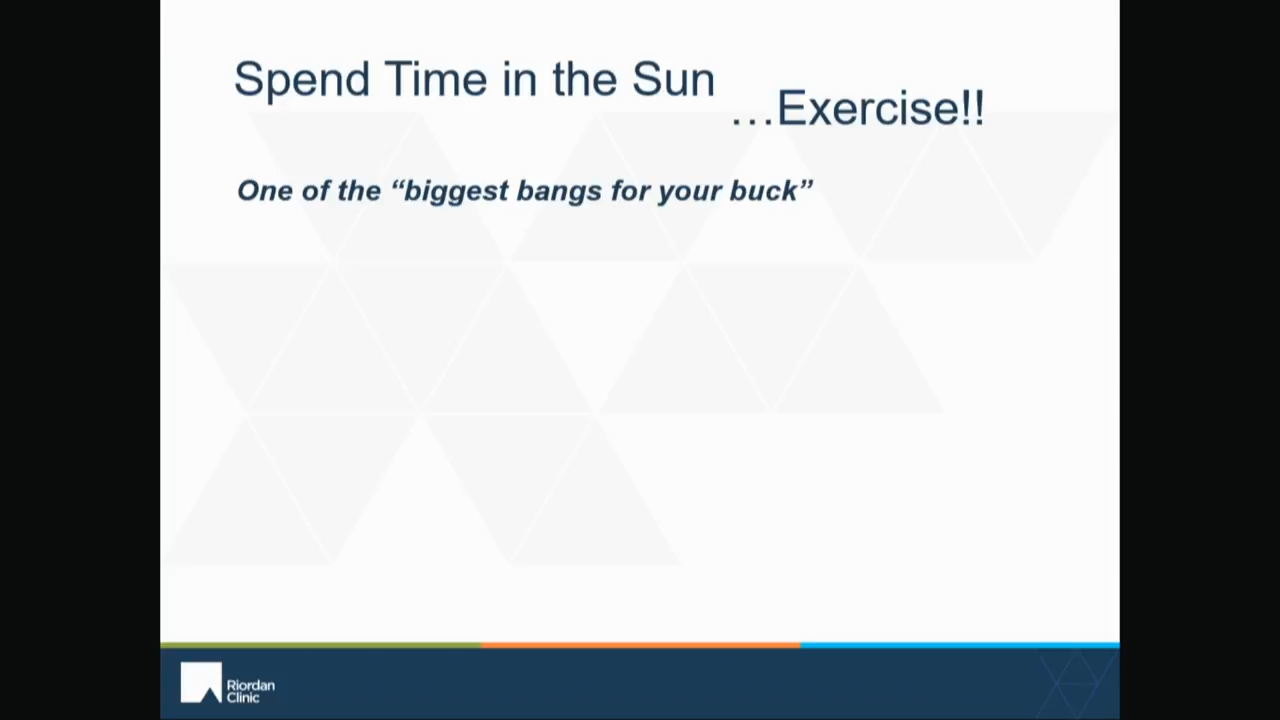 Spend Time in the Sun
…Exercise!!
One of the “biggest bangs for your buck”
Riordan
Clinic